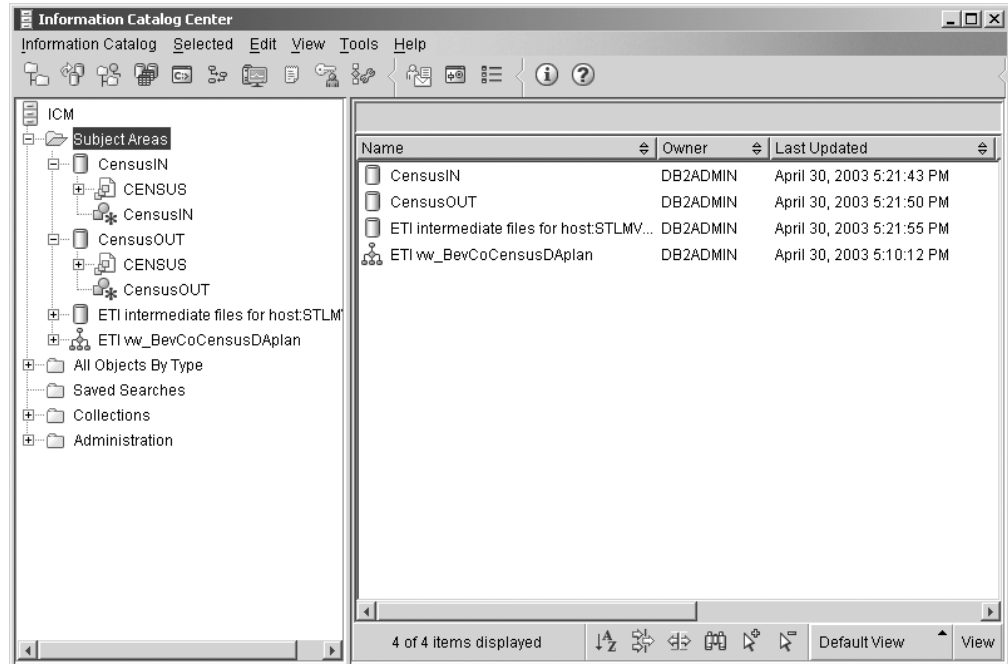 Information Catalog Center
Information Catalog Selected Edit View Tools Help
ICM
Subject Areas
CensusIN
CENSUS
CensusIN
CensusOUT
CENSUS
CensusOUT
ETI intermediate files for host:STLM
ETI vw_BevCoCensusDAplan
All Objects By Type
Saved Searches
Collections
Administration
Name Owner Last Updated
CensusIN DB2ADMIN April 30, 2003 5:21:43 PM
CensusOUT DB2ADMIN April 30, 2003 5:21:50 PM
ETI intermediate files for host:STLMV... DB2ADMIN April 30, 2003 5:21:55 PM
ETI vw_BevCoCensusDAplan DB2ADMIN April 30, 2003 5:10:12 PM
4 of 4 items displayed Default View View